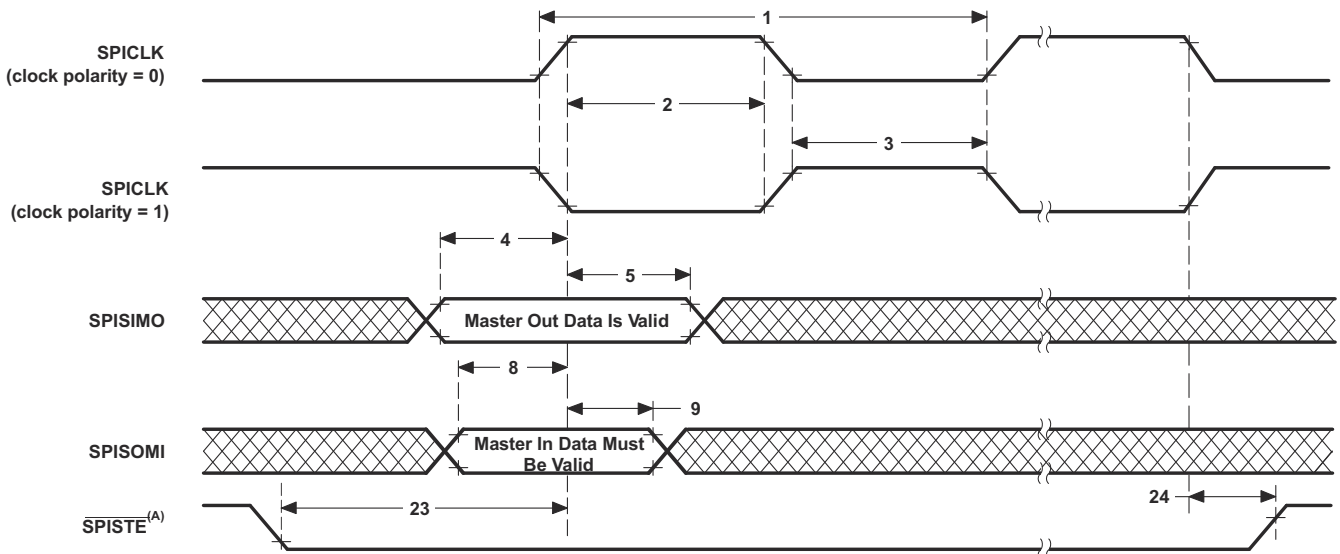 1
SPICLK
(clock polarity = 0)
2
3
SPICLK
(clock polarity = 1)
4
5
SPISIMO
Master Out Data Is Valid
8
9
SPISOMI
Master In Data Must
Be Valid
23
24
SPISTE(A)